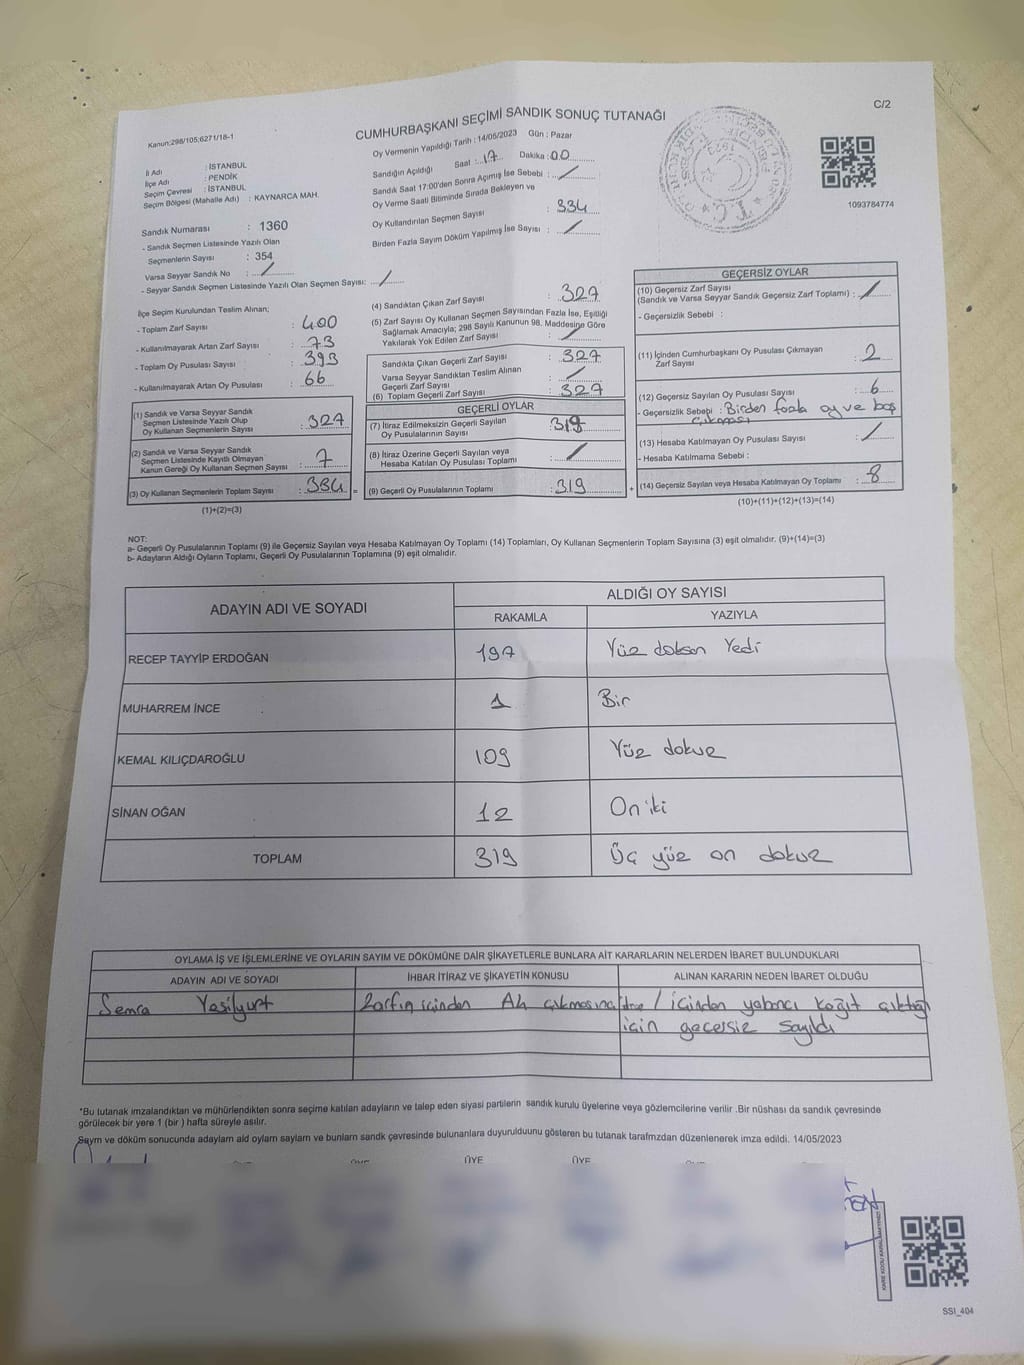 C/2
Kanun:298/105;6271/18-1
CUMHURBAŞKANI SEÇİMİ SANDIK SONUÇ TUTANAĞI
Oy Vermenin Yapıldığı Tarih : 14/05/2023 Gün : Pazar
Sandığın Açıldığı Saat : 17 Dakika : 00
Sandık Saat 17:00'den Sonra Açımış İse Sebebi : /
Oy Verme Saati Bitiminde Sırada Bekleyen ve
Oy Kullandırılan Seçmen Sayısı : 334
Birden Fazla Sayım Döküm Yapılmış İse Sayısı : /
1093784774
İl Adı : İSTANBUL
İlçe Adı : PENDİK
Seçim Çevresi : İSTANBUL
Seçim Bölgesi (Mahalle Adı) : KAYNARCA MAH.
Sandık Numarası : 1360
- Sandık Seçmen Listesinde Yazılı Olan
Seçmenlerin Sayısı : 354
Varsa Seyyar Sandık No : /
- Seyyar Sandık Seçmen Listesinde Yazılı Olan Seçmen Sayısı: /
İlçe Seçim Kurulundan Teslim Alınan;
- Toplam Zarf Sayısı : 400
- Kullanılmayarak Artan Zarf Sayısı : 73
- Toplam Oy Pusulası Sayısı : 393
- Kullanılmayarak Artan Oy Pusulası : 66
(1) Sandık ve Varsa Seyyar Sandık
Seçmen Listesinde Yazılı Olup
Oy Kullanan Seçmenlerin Sayısı : 327
(2) Sandık ve Varsa Seyyar Sandık
Seçmen Listesinde Kayıtlı Olmayan
Kanun Gereği Oy Kullanan Seçmen Sayısı : 7
(3) Oy Kullanan Seçmenlerin Toplam Sayısı : 334 =
(1)+(2)=(3)
(4) Sandıktan Çıkan Zarf Sayısı : 327
(5) Zarf Sayısı Oy Kullanan Seçmen Sayısından Fazla İse, Eşitliği
Sağlamak Amacıyla; 298 Sayılı Kanunun 98. Maddesine Göre
Yakılarak Yok Edilen Zarf Sayısı : /
Sandıkta Çıkan Geçerli Zarf Sayısı : 327
Varsa Seyyar Sandıktan Teslim Alınan
Geçerli Zarf Sayısı : /
(6) Toplam Geçerli Zarf Sayısı : 327
GEÇERLİ OYLAR
(7) İtiraz Edilmeksizin Geçerli Sayılan
Oy Pusulalarının Sayısı : 319
(8) İtiraz Üzerine Geçerli Sayılan veya
Hesaba Katılan Oy Pusulası Toplamı : /
(9) Geçerli Oy Pusulalarının Toplamı : 319 +
GEÇERSİZ OYLAR
(10) Geçersiz Zarf Sayısı
(Sandık ve Varsa Seyyar Sandık Geçersiz Zarf Toplamı) : /
- Geçersizlik Sebebi :
(11) İçinden Cumhurbaşkanı Oy Pusulası Çıkmayan
Zarf Sayısı : 2
(12) Geçersiz Sayılan Oy Pusulası Sayısı : 6
- Geçersizlik Sebebi : Birden fazla oy ve boş
çıkması
(13) Hesaba Katılmayan Oy Pusulası Sayısı : /
- Hesaba Katılmama Sebebi :
(14) Geçersiz Sayılan veya Hesaba Katılmayan Oy Toplamı : 8
(10)+(11)+(12)+(13)=(14)
NOT:
a- Geçerli Oy Pusulalarının Toplamı (9) ile Geçersiz Sayılan veya Hesaba Katılmayan Oy Toplamı (14) Toplamları, Oy Kullanan Seçmenlerin Toplam Sayısına (3) eşit olmalıdır. (9)+(14)=(3)
b- Adayların Aldığı Oyların Toplamı, Geçerli Oy Pusulalarının Toplamına (9) eşit olmalıdır.
ADAYIN ADI VE SOYADI ALDIĞI OY SAYISI
RAKAMLA YAZIYLA
RECEP TAYYİP ERDOĞAN 197 Yüz doksan Yedi
MUHARREM İNCE 1 Bir
KEMAL KILIÇDAROĞLU 109 Yüz dokuz
SİNAN OĞAN 12 On iki
TOPLAM 319 Üç yüz on dokuz
OYLAMA İŞ VE İŞLEMLERİNE VE OYLARIN SAYIM VE DÖKÜMÜNE DAİR ŞİKAYETLERLE BUNLARA AİT KARARLARIN NELERDEN İBARET BULUNDUKLARI
ADAYIN ADI VE SOYADI İHBAR İTİRAZ VE ŞİKAYETİN KONUSU ALINAN KARARIN NEDEN İBARET OLDUĞU
Semra Yeşilyurt Zarfın içinden çıkmasına / İçinden yabancı kağıt çıktığı
için geçersiz sayıldı
*Bu tutanak imzalandıktan ve mühürlendikten sonra seçime katılan adayların ve talep eden siyasi partilerin sandık kurulu üyelerine veya gözlemcilerine verilir .Bir nüshası da sandık çevresinde
görülecek bir yere 1 (bir ) hafta süreyle asılır.
Sayım ve döküm sonucunda adaylam ald oylam saylam ve bunlam sandk çevresinde bulunanlara duyurulduunu gösteren bu tutanak tarafmzdan düzenlenerek imza edildi. 14/05/2023
ÜYE ÜYE
SSI_404